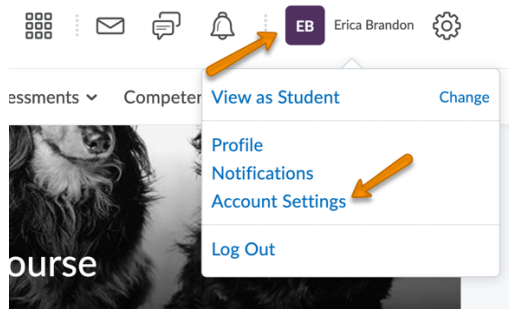 EB Erica Brandon
essments Competer
View as Student Change
Profile
Notifications
Account Settings
Log Out
ourse